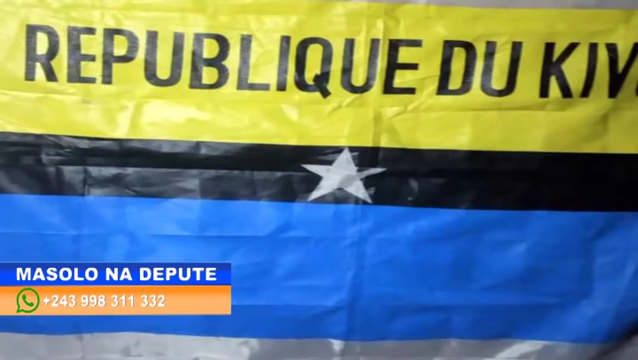 REPUBLIQUE DU KIV
MASOLO NA DEPUTE
+243 998 311 332